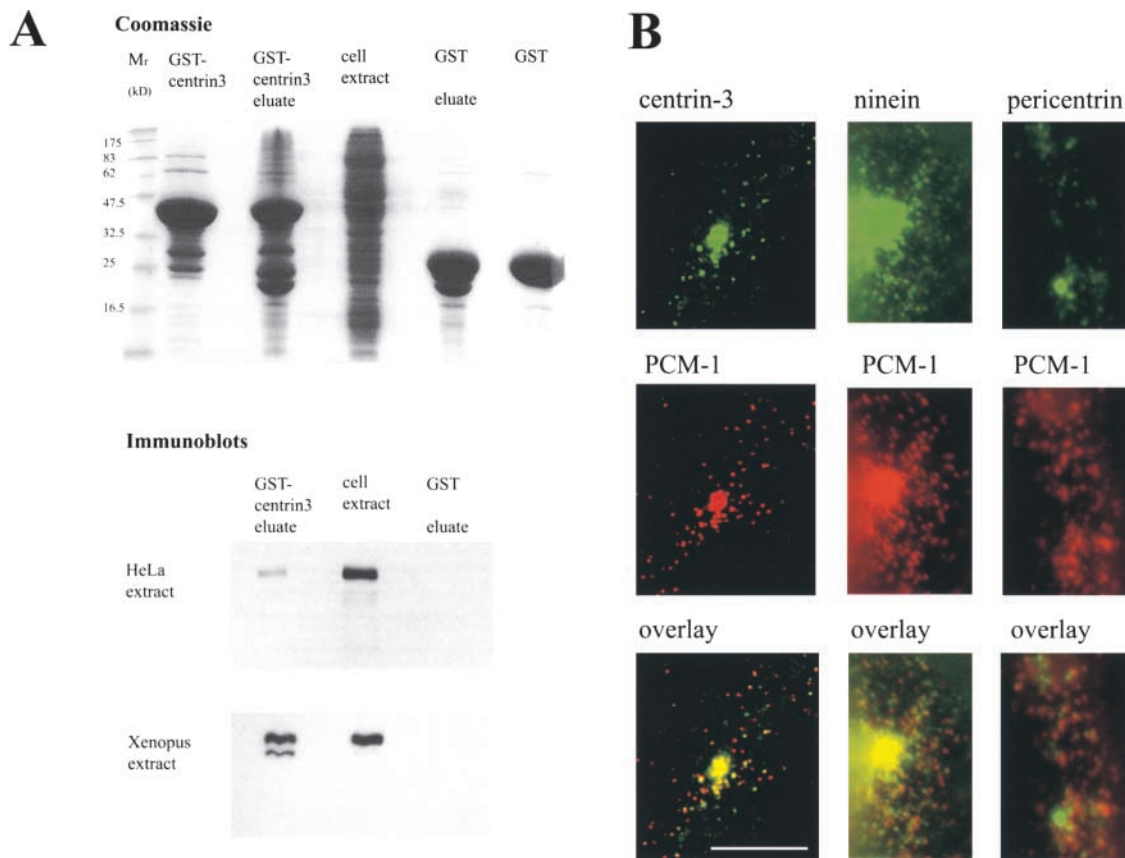 A
B
Coomassie
Mr
(kD)
GST-
centrin3
GST-
centrin3
eluate
cell
extract
GST
eluate
GST
175
83
62
47.5
32.5
25
16.5
Immunoblots
GST-
centrin3
eluate
cell
extract
GST
eluate
HeLa
extract
Xenopus
extract
centrin-3
ninein
pericentrin
PCM-1
PCM-1
PCM-1
overlay
overlay
overlay